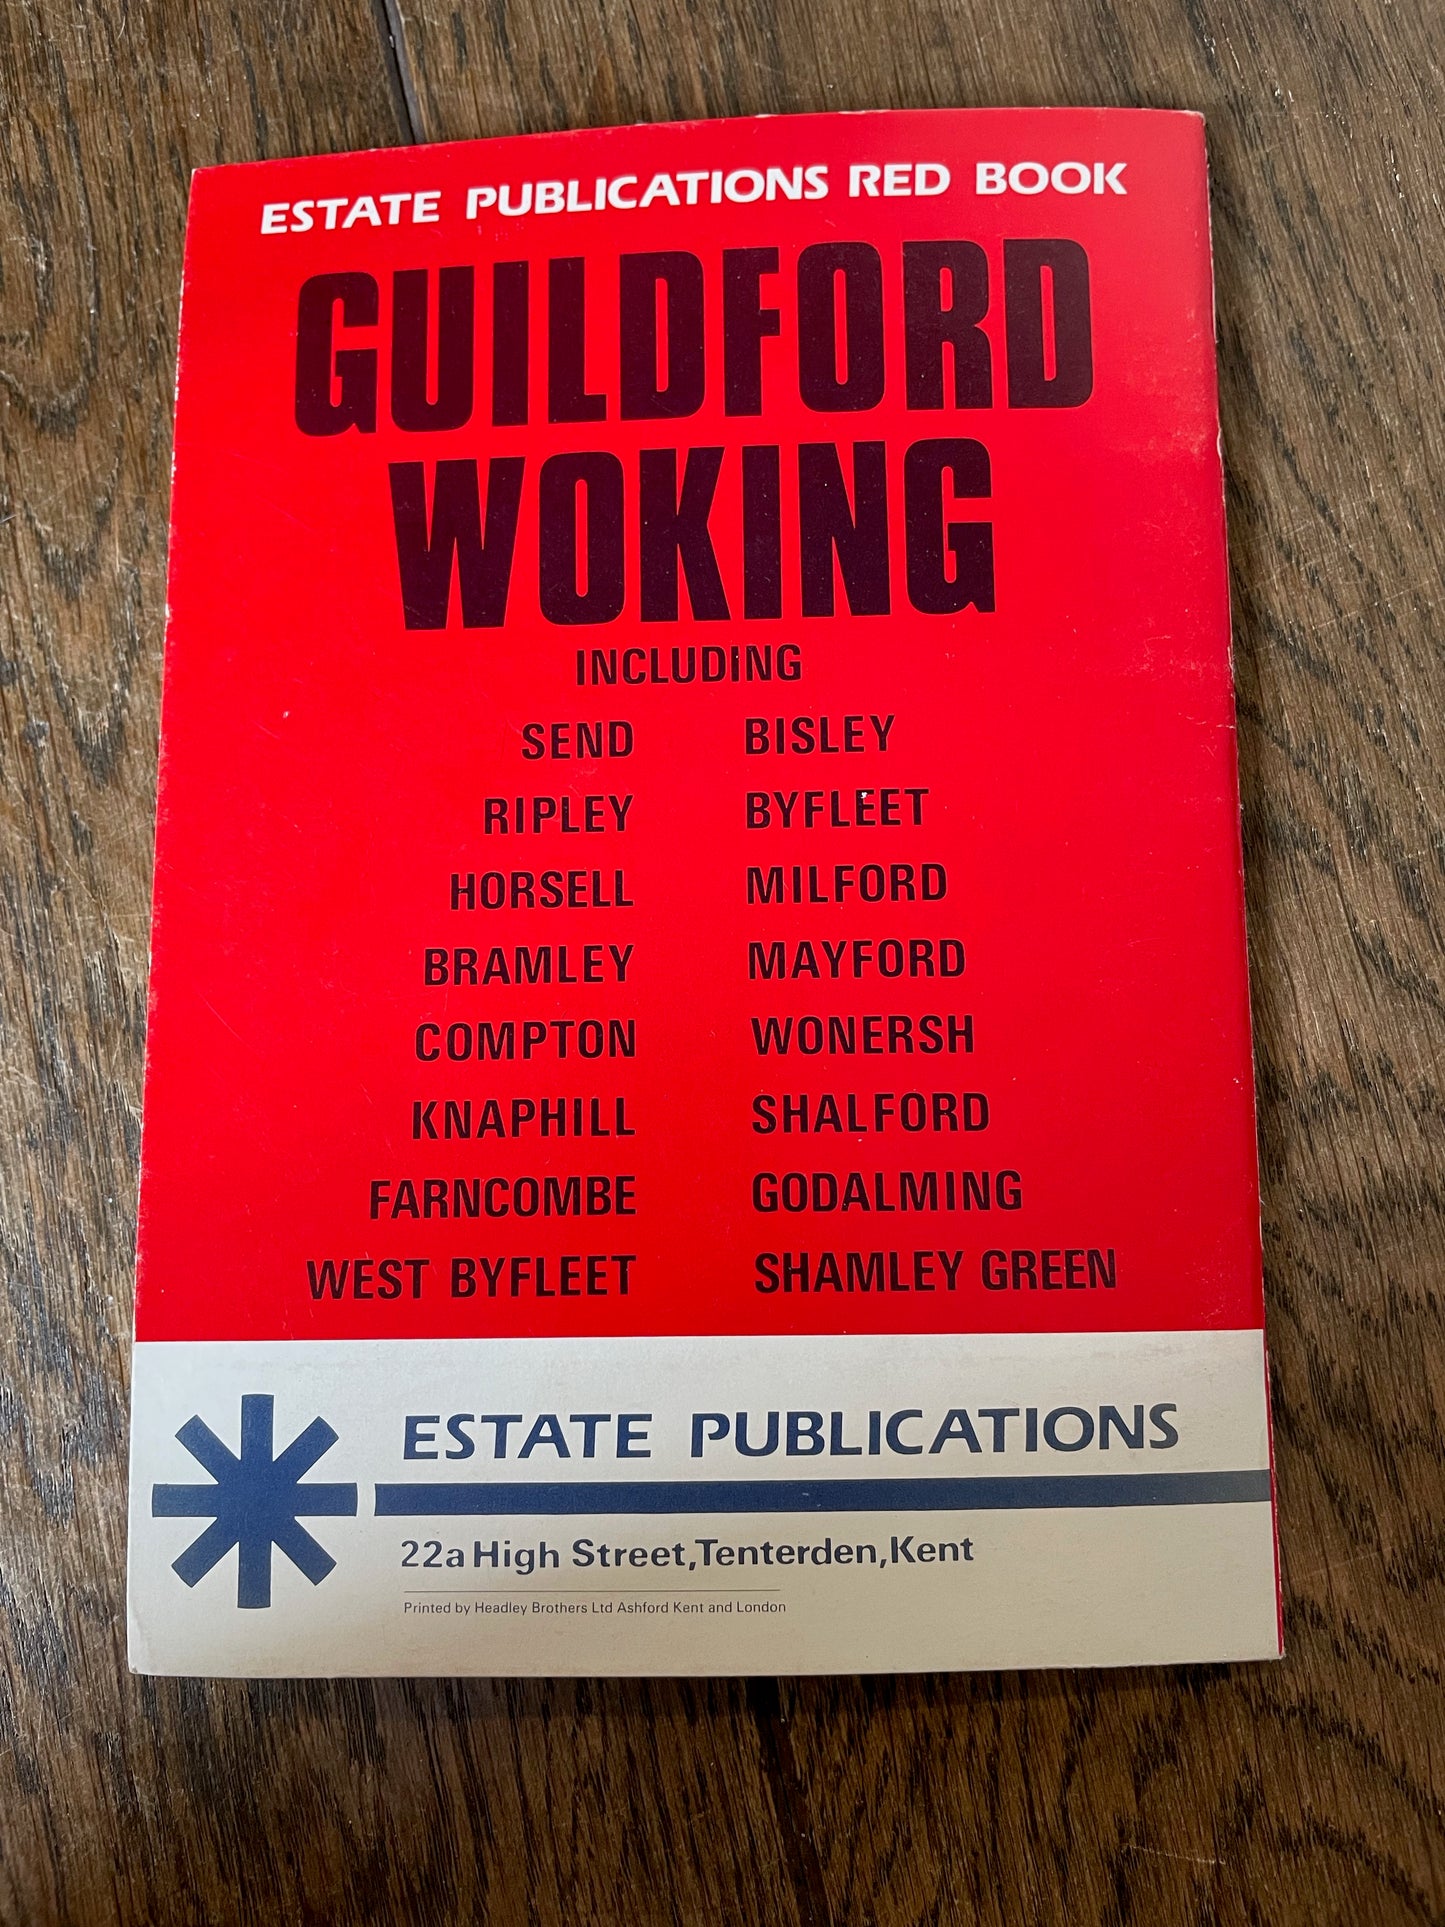 ESTATE PUBLICATIONS RED BOOK
GUILDFORD
WOKING
INCLUDING
SEND BISLEY
RIPLEY BYFLEET
HORSELL MILFORD
BRAMLEY MAYFORD
COMPTON WONERSH
KNAPHILL SHALFORD
FARNCOMBE GODALMING
WEST BYFLEET SHAMLEY GREEN
ESTATE PUBLICATIONS
22a High Street,Tenterden,Kent
Printed by Headley Brothers Ltd Ashford Kent and London